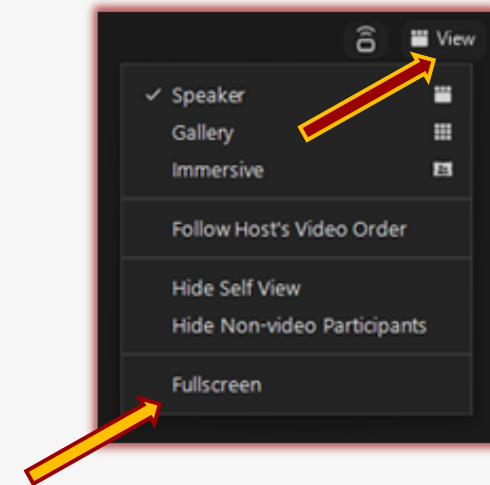 View
Speaker
Gallery
Immersive
Follow Host's Video Order
Hide Self View
Hide Non-video Participants
Fullscreen